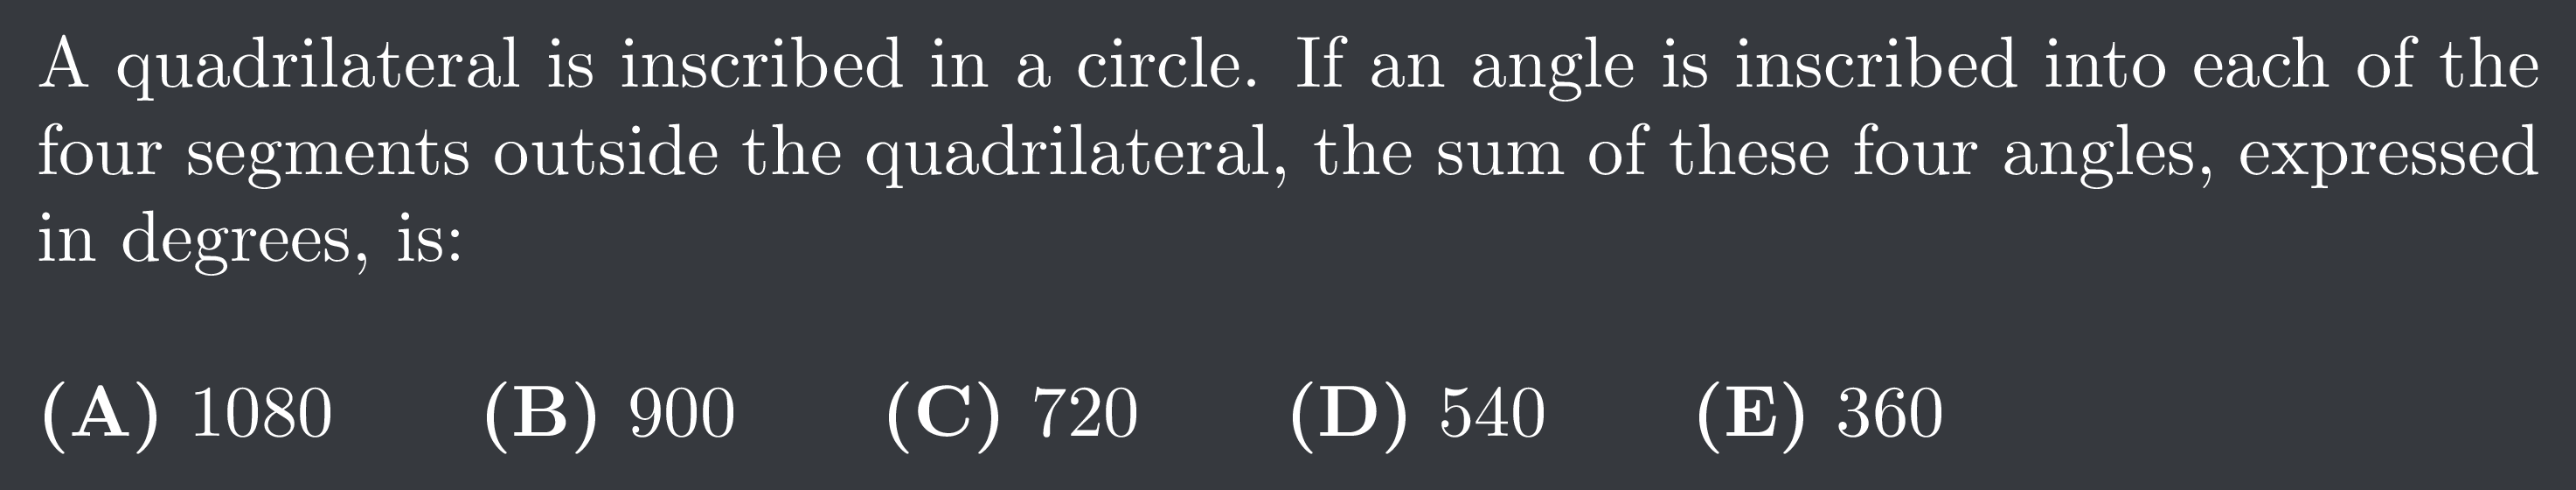 A quadrilateral is inscribed in a circle. If an angle is inscribed into each of the
four segments outside the quadrilateral, the sum of these four angles, expressed
in degrees, is:
(A) 1080 (B) 900 (C) 720 (D) 540 (E) 360